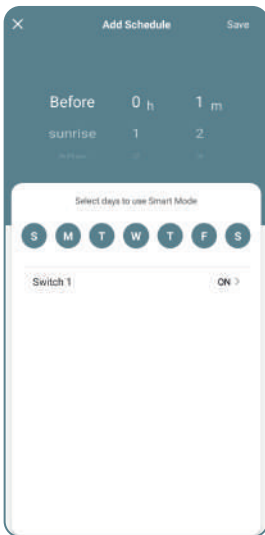 Add Schedule Save
Before 0 h 1 m
sunrise 1 2
Select days to use Smart Mode
S M T W T F S
Switch 1 ON